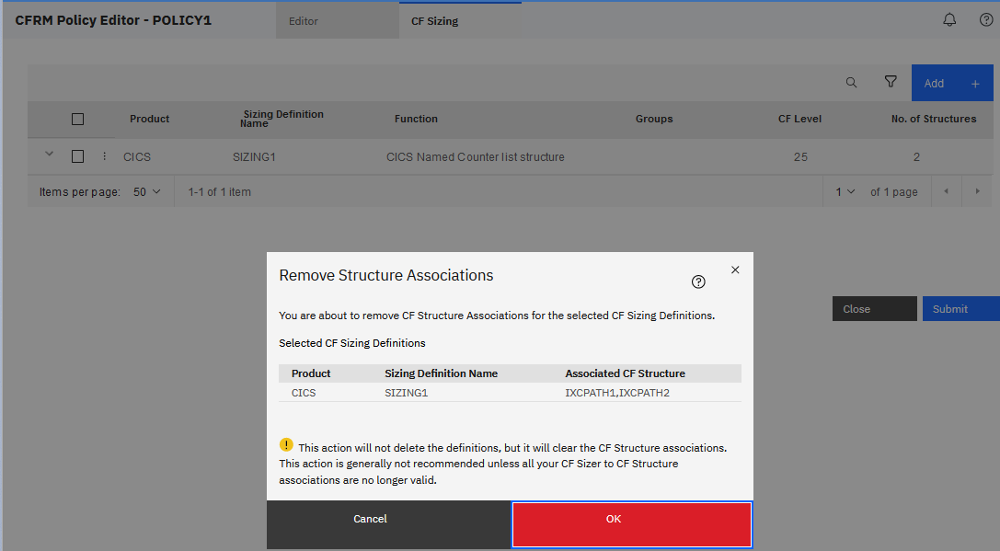 CFRM Policy Editor - POLICY1 Editor CF Sizing
Add +
Product Sizing Definition Name Function Groups CF Level No. of Structures
CICS SIZING1 CICS Named Counter list structure 25 2
Items per page: 50 1-1 of 1 item 1 of 1 page
Remove Structure Associations
You are about to remove CF Structure Associations for the selected CF Sizing Definitions.
Close Submit
Selected CF Sizing Definitions
Product Sizing Definition Name Associated CF Structure
CICS SIZING1 IXCPATH1,IXCPATH2
This action will not delete the definitions, but it will clear the CF Structure associations.
This action is generally not recommended unless all your CF Sizer to CF Structure
associations are no longer valid.
Cancel OK